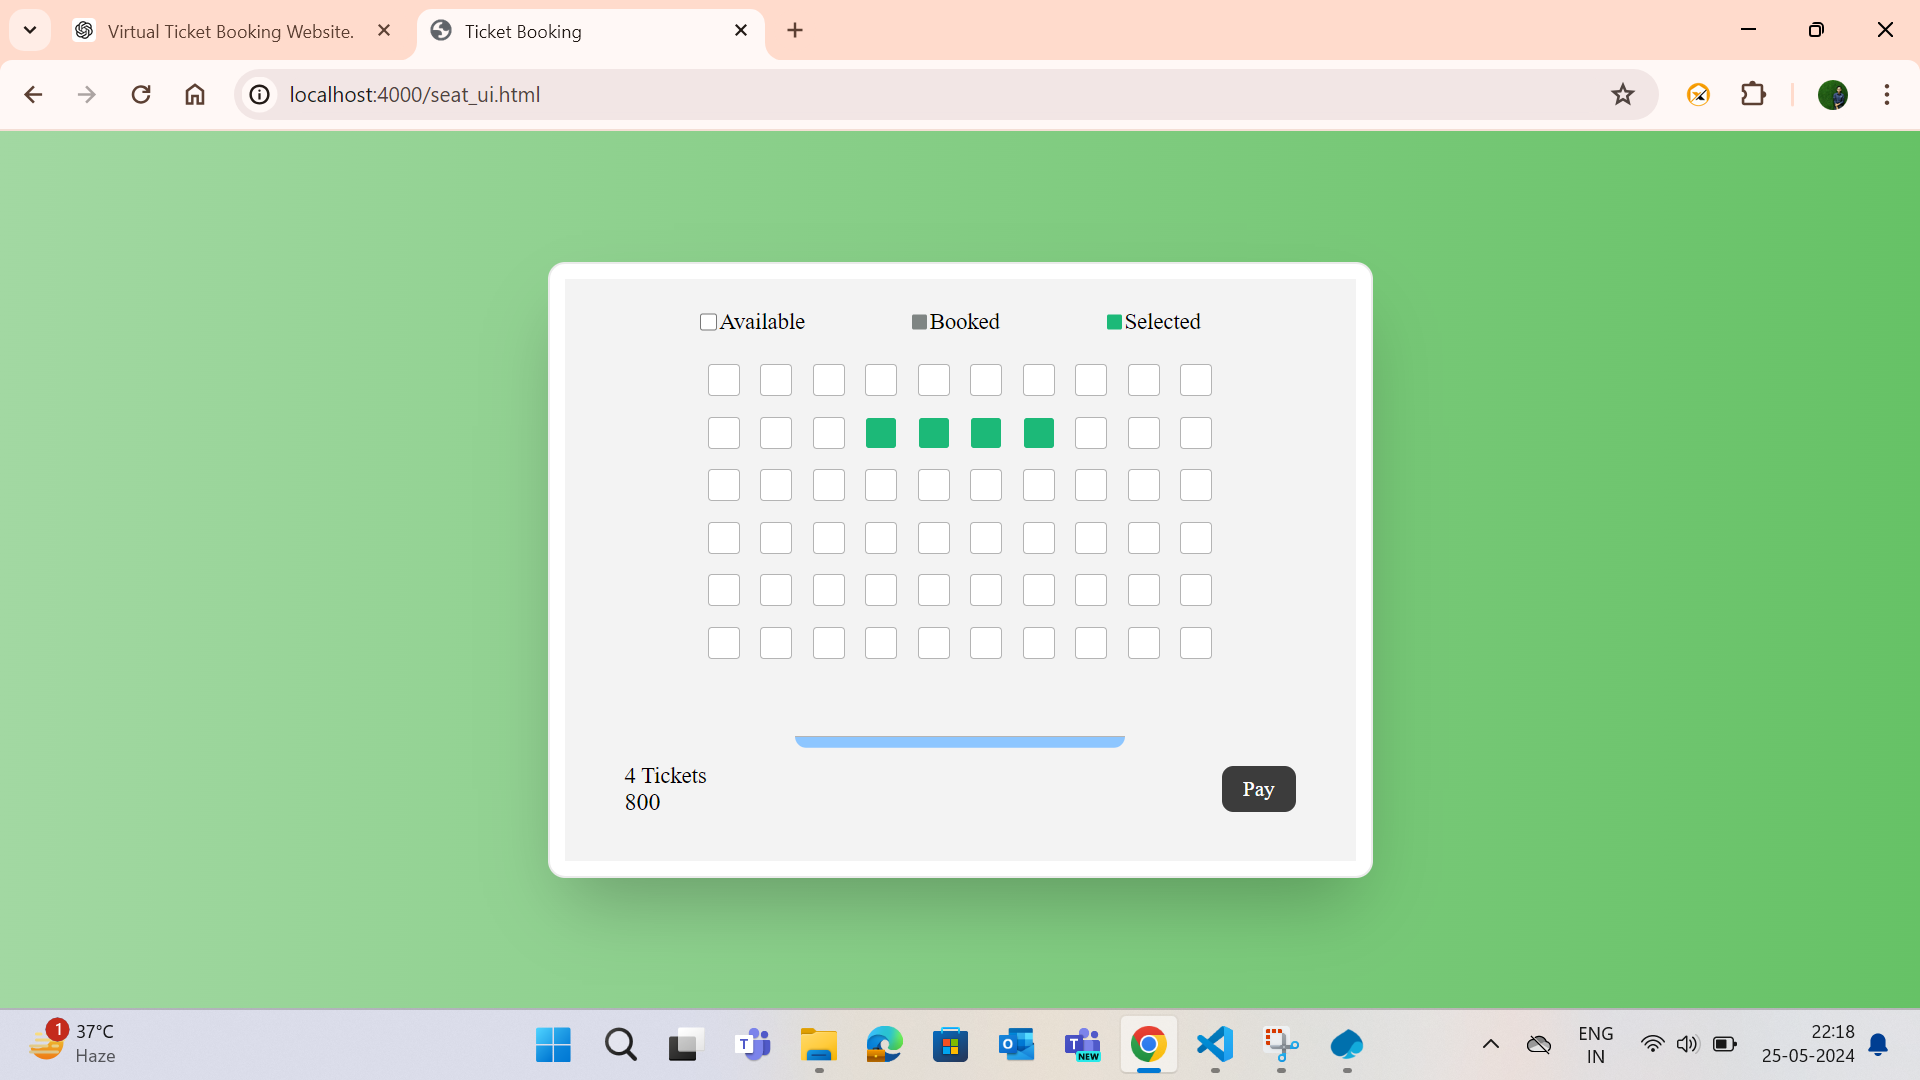 Virtual Ticket Booking Website.
Ticket Booking
localhost:4000/seat_ui.html
Available
Booked
Selected
4 Tickets
800
Pay
1
37°C
Haze
T
O
T
NEW
ENG
IN
22:18
25-05-2024